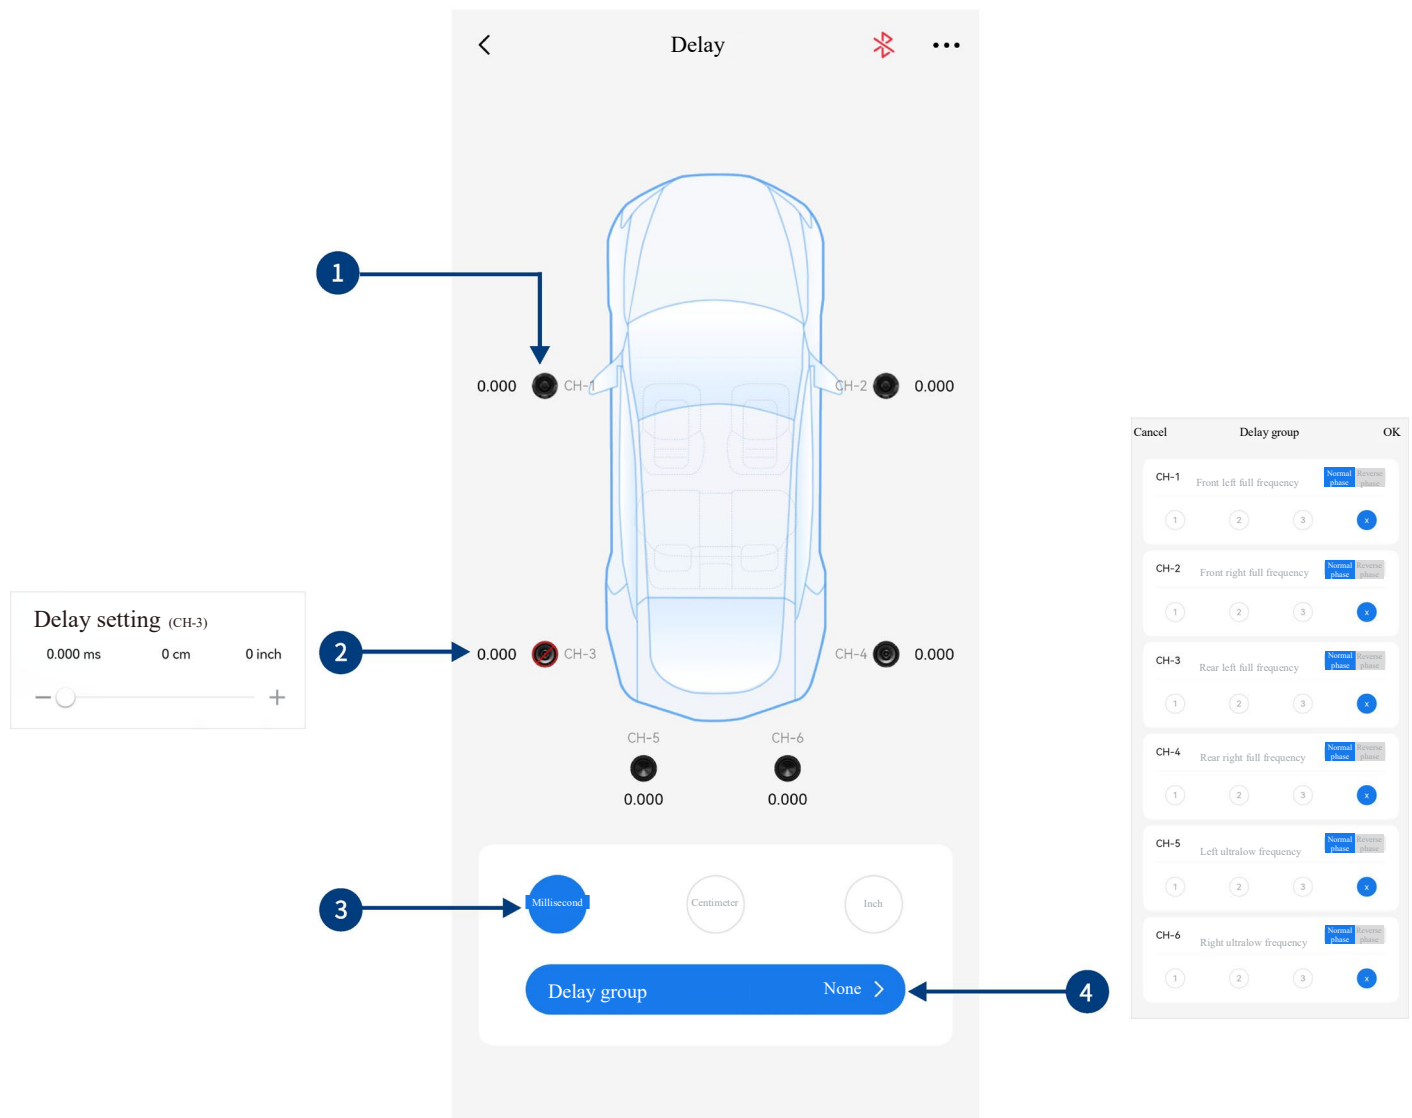 Delay
1
0.000
CH-1
CH-2
0.000
2
0.000
CH-3
CH-4
0.000
CH-5
CH-6
0.000
0.000
3
Millisecond
Centimeter
Inch
Delay group
None
4
Delay setting (CH-3)
0.000 ms
0 cm
0 inch
Cancel
Delay group
OK
CH-1
Front left full frequency
Normal
phase
Reverse
phase
1
2
3
x
CH-2
Front right full frequency
Normal
phase
Reverse
phase
1
2
3
x
CH-3
Rear left full frequency
Normal
phase
Reverse
phase
1
2
3
x
CH-4
Rear right full frequency
Normal
phase
Reverse
phase
1
2
3
x
CH-5
Left ultralow frequency
Normal
phase
Reverse
phase
1
2
3
x
CH-6
Right ultralow frequency
Normal
phase
Reverse
phase
1
2
3
x